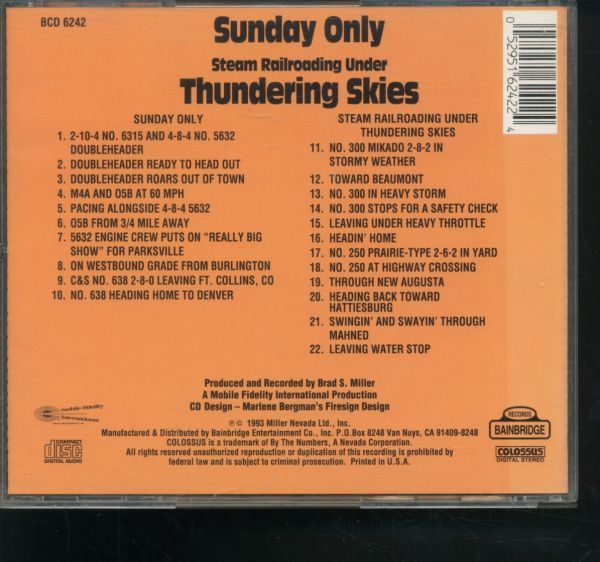 BCD 6242
Sunday Only
Steam Railroading Under
Thundering Skies
0 52951 62422 4
SUNDAY ONLY
1. 2-10-4 NO. 6315 AND 4-8-4 NO. 5632
DOUBLEHEADER
2. DOUBLEHEADER READY TO HEAD OUT
3. DOUBLEHEADER ROARS OUT OF TOWN
4. M4A AND O5B AT 60 MPH
5. PACING ALONGSIDE 4-8-4 5632
6. O5B FROM 3/4 MILE AWAY
7. 5632 ENGINE CREW PUTS ON “REALLY BIG
SHOW” FOR PARKSVILLE
8. ON WESTBOUND GRADE FROM BURLINGTON
9. C&S NO. 638 2-8-0 LEAVING FT. COLLINS, CO
10. NO. 638 HEADING HOME TO DENVER
STEAM RAILROADING UNDER
THUNDERING SKIES
11. NO. 300 MIKADO 2-8-2 IN
STORMY WEATHER
12. TOWARD BEAUMONT
13. NO. 300 IN HEAVY STORM
14. NO. 300 STOPS FOR A SAFETY CHECK
15. LEAVING UNDER HEAVY THROTTLE
16. HEADIN’ HOME
17. NO. 250 PRAIRIE-TYPE 2-6-2 IN YARD
18. NO. 250 AT HIGHWAY CROSSING
19. THROUGH NEW AUGUSTA
20. HEADING BACK TOWARD
HATTIESBURG
21. SWINGIN’ AND SWAYIN’ THROUGH
MAHNED
22. LEAVING WATER STOP
Produced and Recorded by Brad S. Miller
A Mobile Fidelity International Production
CD Design – Marlene Bergman’s Firesign Design
℗© 1993 Miller Nevada Ltd., Inc.
Manufactured & Distributed by Bainbridge Entertainment Co., Inc. P.O.Box 8248 Van Nuys, CA 91409-8248
COLOSSUS is a trademark of By The Numbers, A Nevada Corporation.
All rights reserved unauthorized reproduction or duplication of this recording is prohibited by
federal law and is subject to criminal prosecution. Printed in U.S.A.
mobile fidelity
international
COMPACT
disc
DIGITAL AUDIO
RECORDS
BAINBRIDGE
COLOSSUS
DIGITAL STEREO